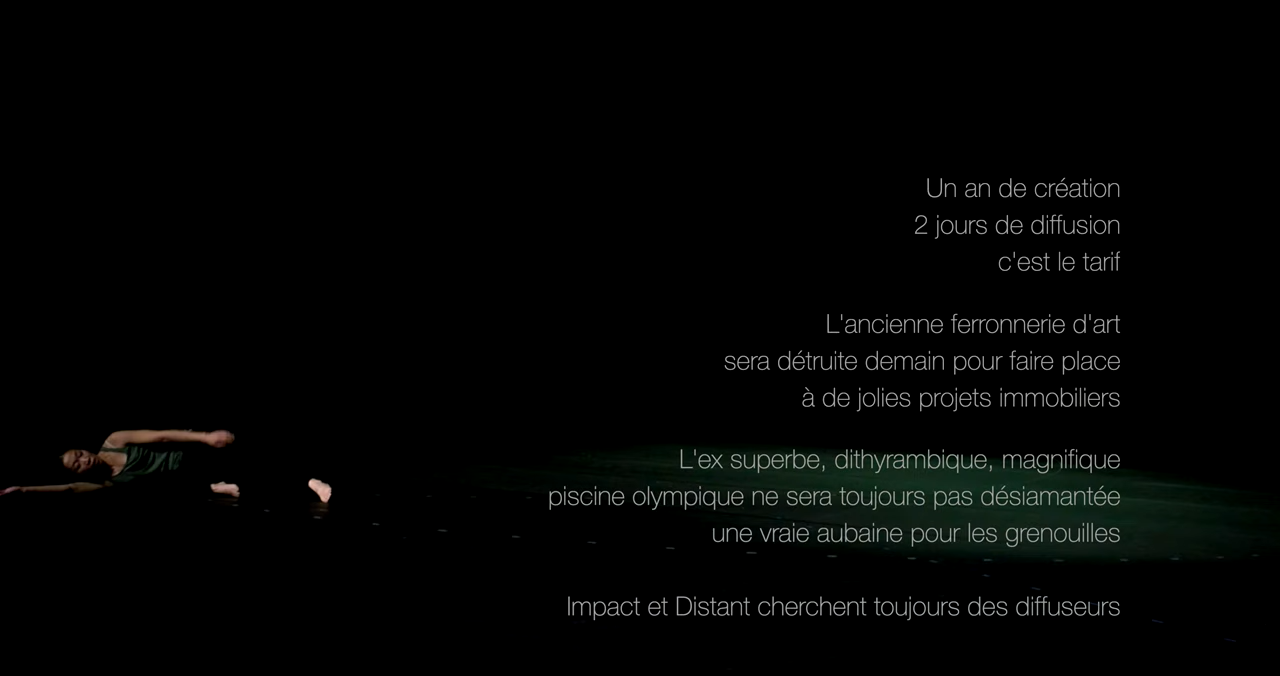 Un an de création
2 jours de diffusion
c'est le tarif
L'ancienne ferronnerie d'art
sera détruite demain pour faire place
à de jolies projets immobiliers
L'ex superbe, dithyrambique, magnifique
piscine olympique ne sera toujours pas désiamantée
une vraie aubaine pour les grenouilles
Impact et Distant cherchent toujours des diffuseurs